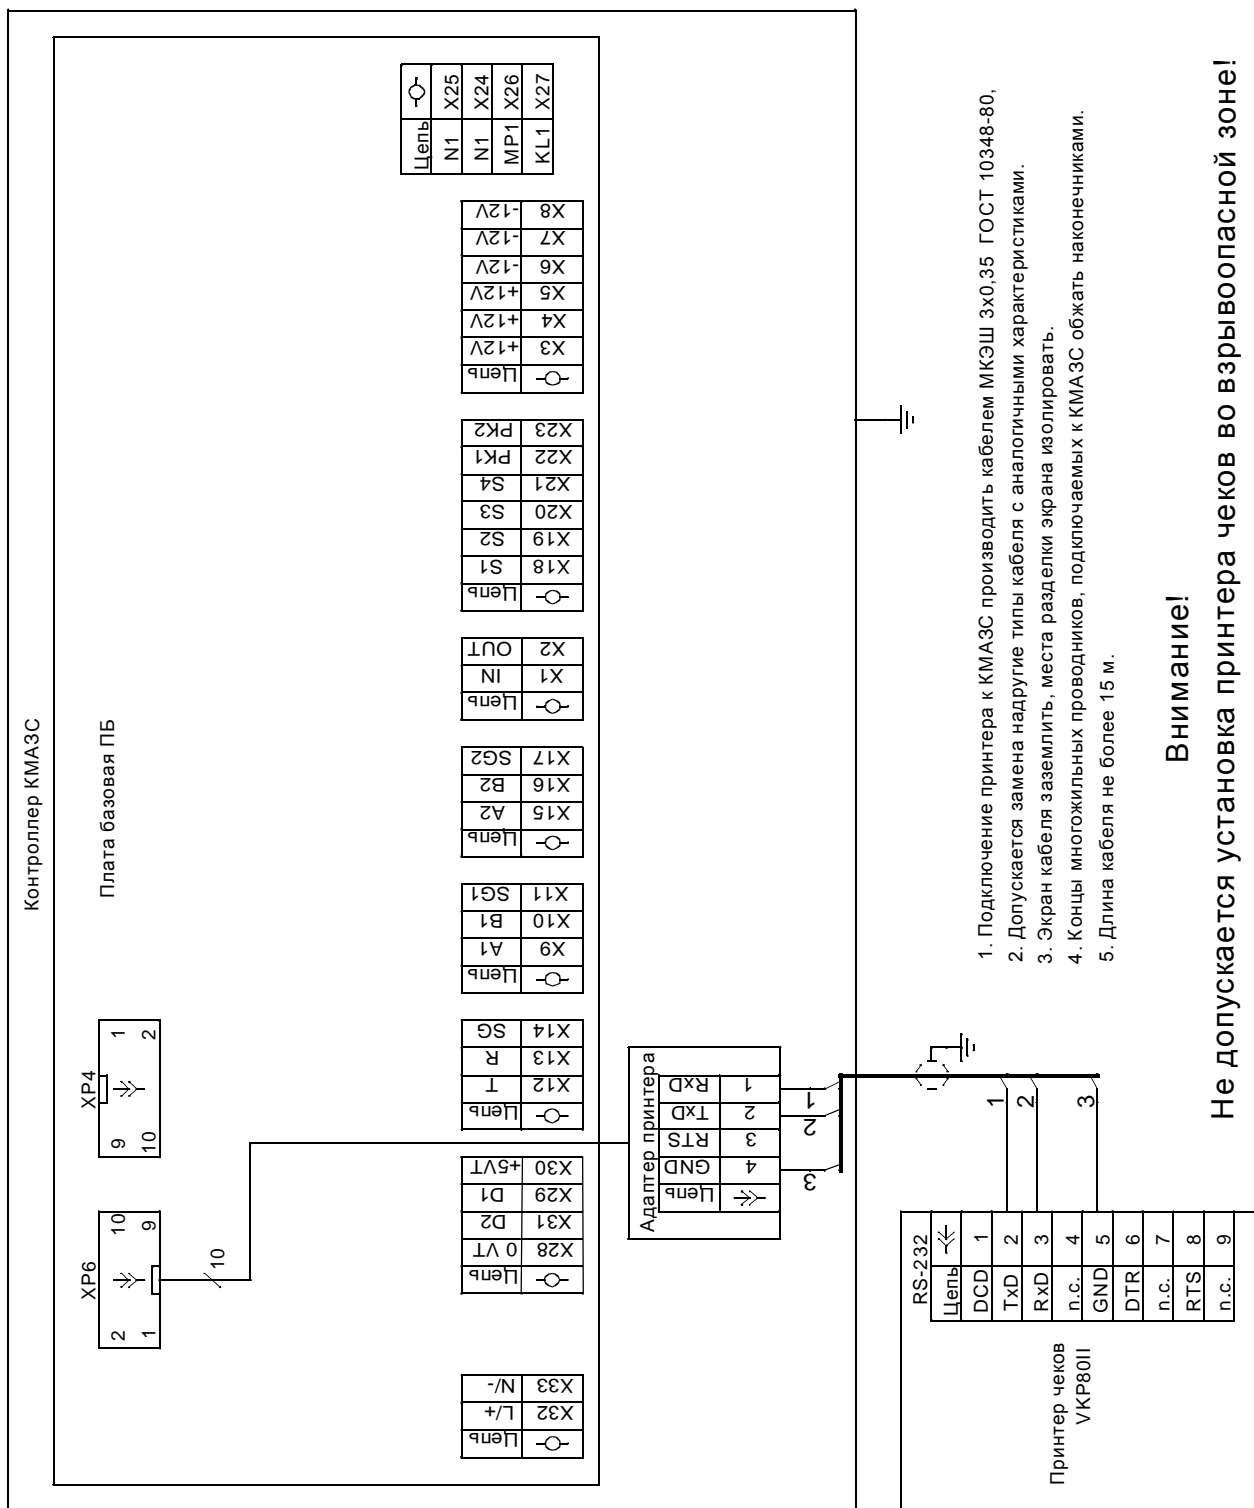 Контроллер КМАЗС
Плата базовая ПБ
XP6
2 10
1 9
10
XP4
9 1
10 2
Цепь
N1 X25
N1 X24
MP1 X26
KL1 X27
Цепь
L/+ X32
N/- X33
Цепь
0 VT X28
D2 X31
D1 X29
+5VT X30
Цепь
T X12
R X13
SG X14
Цепь
A1 X9
B1 X10
SG1 X11
Цепь
A2 X15
B2 X16
SG2 X17
Цепь
IN X1
OUT X2
Цепь
S1 X18
S2 X19
S3 X20
S4 X21
PK1 X22
PK2 X23
Цепь
+12V X3
+12V X4
+12V X5
-12V X6
-12V X7
-12V X8
Адаптер принтера
Цепь
GND 4
RTS 3
TxD 2
RxD 1
3
2
1
1
2
3
RS-232
Цепь
DCD 1
TxD 2
RxD 3
n.c. 4
GND 5
DTR 6
n.c. 7
RTS 8
n.c. 9
Принтер чеков
VKP80II
1. Подключение принтера к КМАЗС производить кабелем МКЭШ 3х0,35 ГОСТ 10348-80,
2. Допускается замена надругие типы кабеля с аналогичными характеристиками.
3. Экран кабеля заземлить, места разделки экрана изолировать.
4. Концы многожильных проводников, подключаемых к КМАЗС обжать наконечниками.
5. Длина кабеля не более 15 м.
Внимание!
Не допускается установка принтера чеков во взрывоопасной зоне!